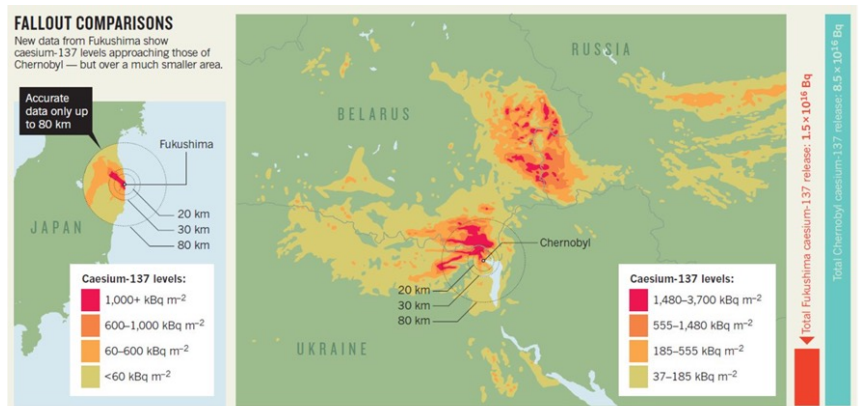 FALLOUT COMPARISONS
New data from Fukushima show
caesium-137 levels approaching those of
Chernobyl — but over a much smaller area.
Accurate
data only up
to 80 km
Fukushima
JAPAN
20 km
30 km
80 km
Caesium-137 levels:
1,000+ kBq m⁻²
600–1,000 kBq m⁻²
60–600 kBq m⁻²
<60 kBq m⁻²
RUSSIA
BELARUS
Chernobyl
20 km
30 km
80 km
UKRAINE
Caesium-137 levels:
1,480–3,700 kBq m⁻²
555–1,480 kBq m⁻²
185–555 kBq m⁻²
37–185 kBq m⁻²
Total Fukushima caesium-137 release: 1.5 × 10¹⁶ Bq
Total Chernobyl caesium-137 release: 8.5 × 10¹⁶ Bq